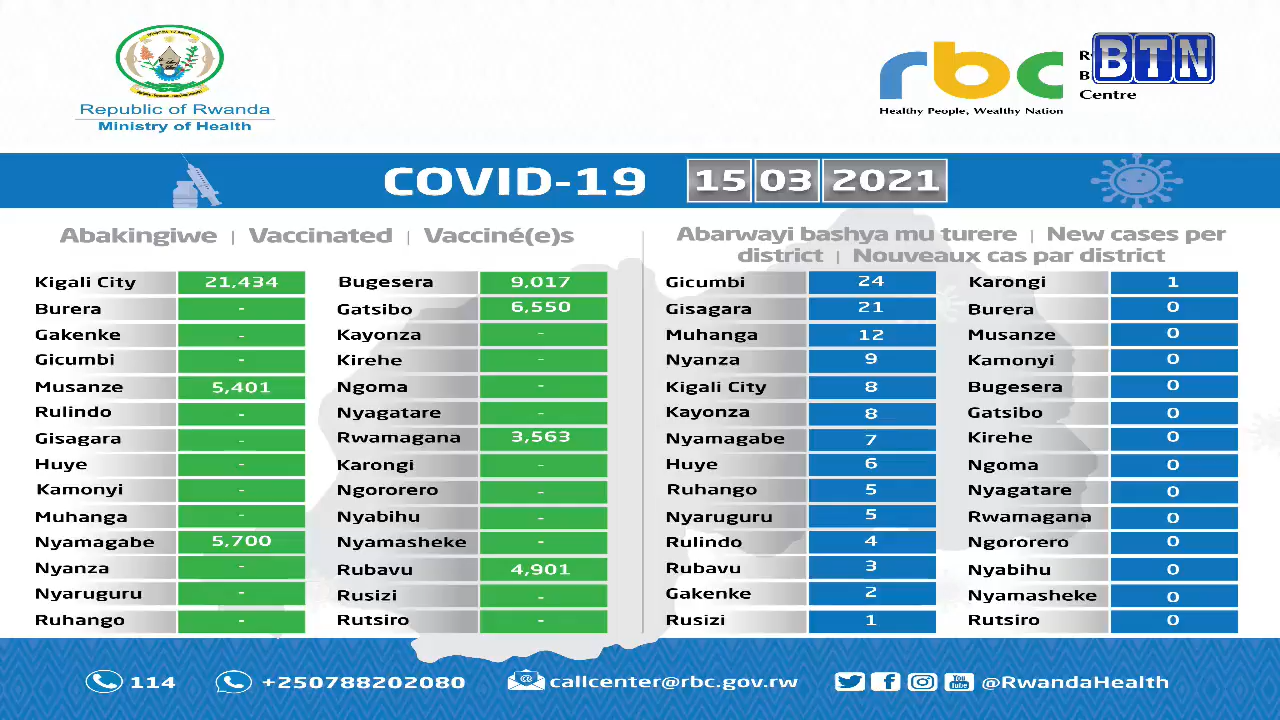 Republic of Rwanda
Ministry of Health
rbc
Healthy People, Wealthy Nation
Centre
BTN
COVID-19 15 03 2021
Abakingiwe | Vaccinated | Vacciné(e)s
Kigali City 21,434
Burera -
Gakenke -
Gicumbi -
Musanze 5,401
Rulindo -
Gisagara -
Huye -
Kamonyi -
Muhanga -
Nyamagabe 5,700
Nyanza -
Nyaruguru -
Ruhango -
Bugesera 9,017
Gatsibo 6,550
Kayonza -
Kirehe -
Ngoma -
Nyagatare -
Rwamagana 3,563
Karongi -
Ngororero -
Nyabihu -
Nyamasheke -
Rubavu 4,901
Rusizi -
Rutsiro -
Abarwayi bashya mu turere | New cases per
district | Nouveaux cas par district
Gicumbi 24
Gisagara 21
Muhanga 12
Nyanza 9
Kigali City 8
Kayonza 8
Nyamagabe 7
Huye 6
Ruhango 5
Nyaruguru 5
Rulindo 4
Rubavu 3
Gakenke 2
Rusizi 1
Karongi 1
Burera 0
Musanze 0
Kamonyi 0
Bugesera 0
Gatsibo 0
Kirehe 0
Ngoma 0
Nyagatare 0
Rwamagana 0
Ngororero 0
Nyabihu 0
Nyamasheke 0
Rutsiro 0
114 +250788202080 callcenter@rbc.gov.rw You Tube @RwandaHealth